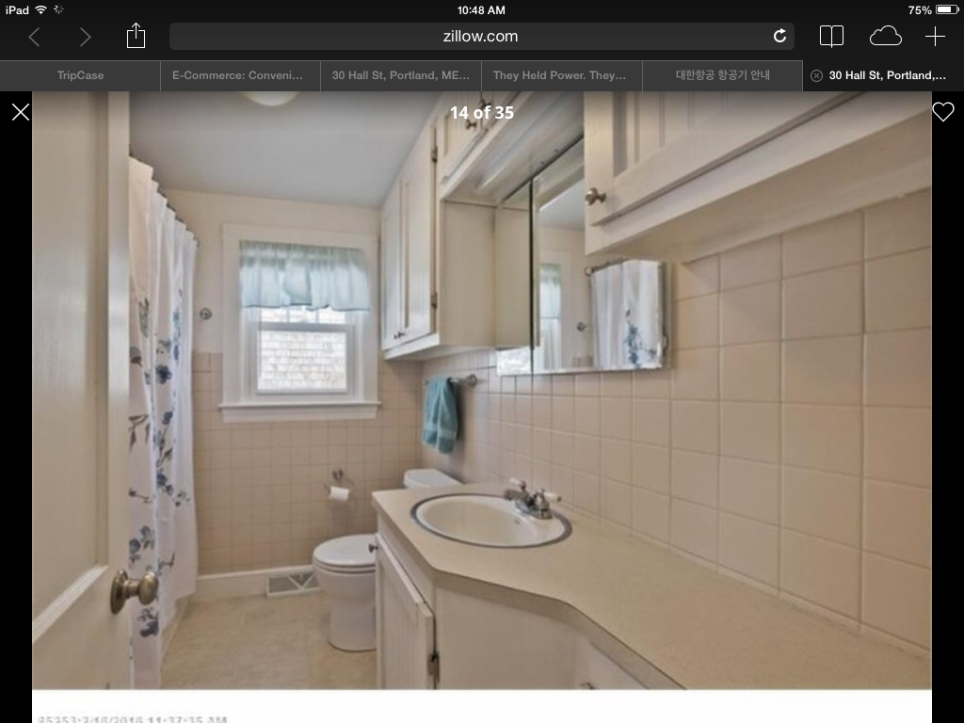 iPad 10:48 AM 75%
zillow.com
TripCase E-Commerce: Conveni... 30 Hall St, Portland, ME... They Held Power. They... 대한항공 항공기 안내 30 Hall St, Portland,...
14 of 35